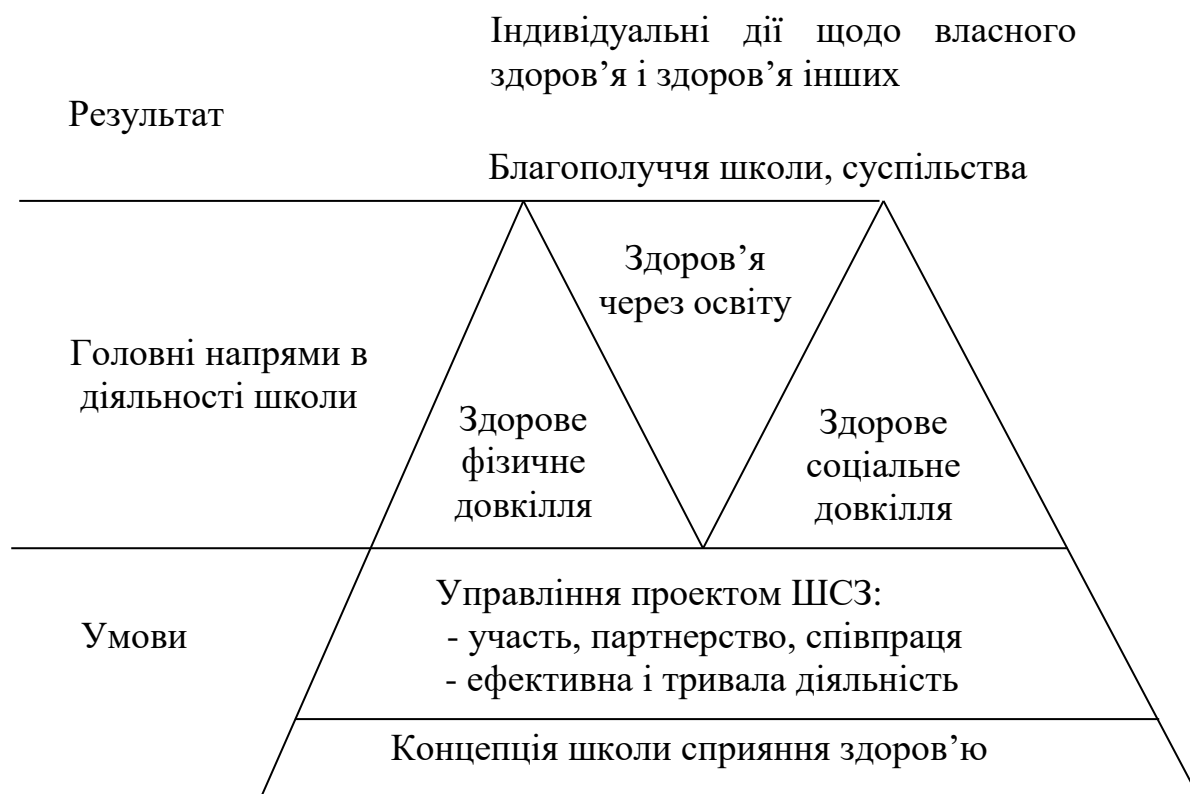 Індивідуальні дії щодо власного
здоров’я і здоров’я інших
Результат
Благополуччя школи, суспільства
Здоров’я
через освіту
Головні напрями в
діяльності школи
Здорове
фізичне
довкілля
Здорове
соціальне
довкілля
Умови
Управління проектом ШСЗ:
- участь, партнерство, співпраця
- ефективна і тривала діяльність
Концепція школи сприяння здоров’ю